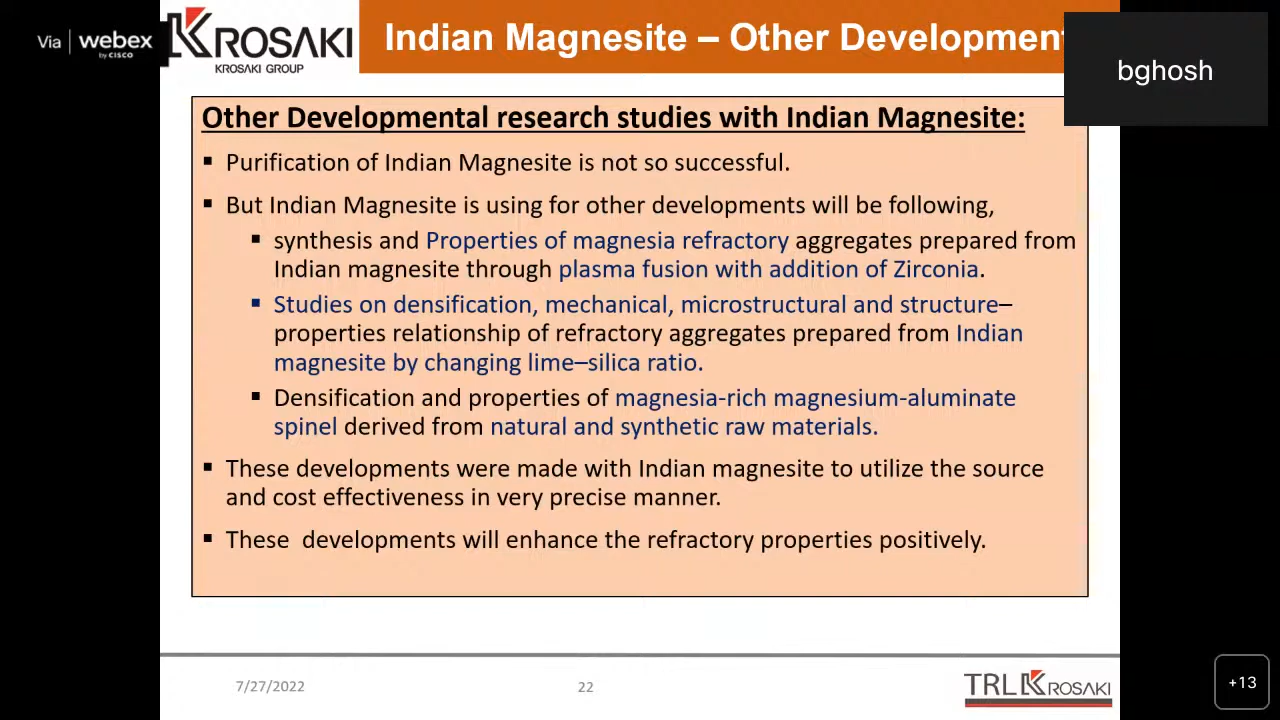 Via webex
by CISCO
KROSAKI
KROSAKI GROUP
Indian Magnesite – Other Development
bghosh
Other Developmental research studies with Indian Magnesite:
▪ Purification of Indian Magnesite is not so successful.
▪ But Indian Magnesite is using for other developments will be following,
▪ synthesis and Properties of magnesia refractory aggregates prepared from
Indian magnesite through plasma fusion with addition of Zirconia.
▪ Studies on densification, mechanical, microstructural and structure–
properties relationship of refractory aggregates prepared from Indian
magnesite by changing lime–silica ratio.
▪ Densification and properties of magnesia-rich magnesium-aluminate
spinel derived from natural and synthetic raw materials.
▪ These developments were made with Indian magnesite to utilize the source
and cost effectiveness in very precise manner.
▪ These  developments will enhance the refractory properties positively.
7/27/2022
22
TRL KROSAKI
+13